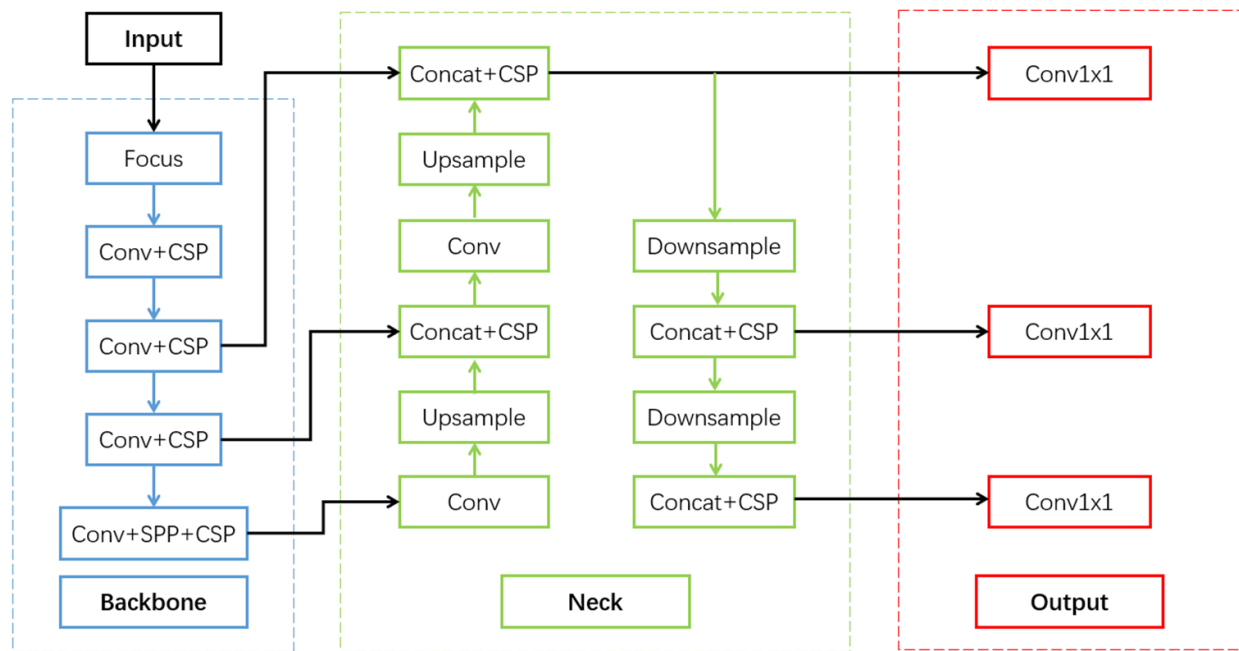 Input
Focus
Conv+CSP
Conv+CSP
Conv+CSP
Conv+SPP+CSP
Backbone
Concat+CSP
Upsample
Conv
Concat+CSP
Upsample
Conv
Downsample
Concat+CSP
Downsample
Concat+CSP
Neck
Conv1x1
Conv1x1
Conv1x1
Output